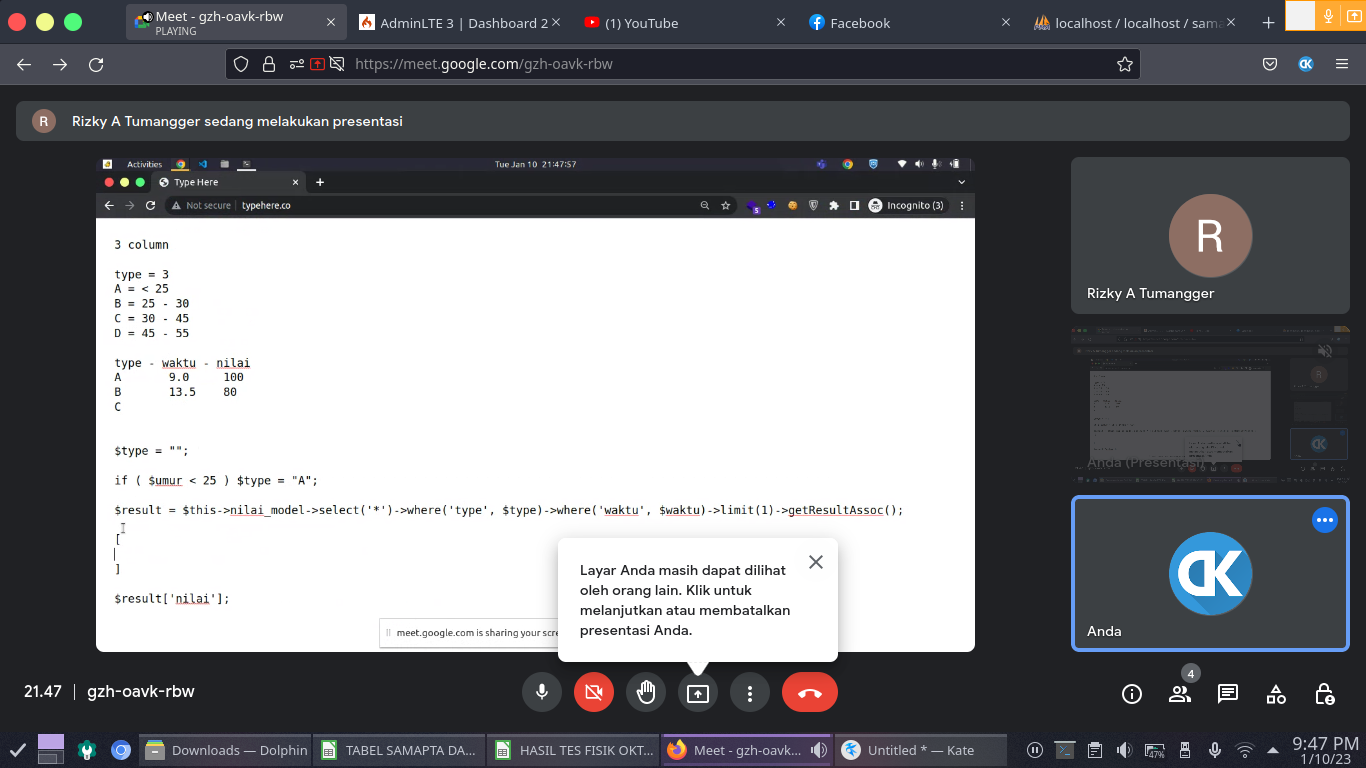 Meet - gzh-oavk-rbw
PLAYING
AdminLTE 3 | Dashboard 2
(1) YouTube
Facebook
localhost / localhost / sama
https://meet.google.com/gzh-oavk-rbw
R
Rizky A Tumangger sedang melakukan presentasi
Activities
Tue Jan 10 21:47:57
Type Here
Not secure
typehere.co
5
Incognito (3)
3 column
type = 3
A = < 25
B = 25 - 30
C = 30 - 45
D = 45 - 55
type - waktu - nilai
A 9.0 100
B 13.5 80
C
$type = "";
if ( $umur < 25 ) $type = "A";
$result = $this->nilai_model->select('*')->where('type', $type)->where('waktu', $waktu)->limit(1)->getResultAssoc();
[
]
$result['nilai'];
meet.google.com is sharing your scre
Layar Anda masih dapat dilihat
oleh orang lain. Klik untuk
melanjutkan atau membatalkan
presentasi Anda.
R
Rizky A Tumangger
Anda (Presentasi)
DK
Anda
21.47 | gzh-oavk-rbw
4
Downloads — Dolphin
TABEL SAMAPTA DA...
HASIL TES FISIK OKT...
Meet - gzh-oavk...
Untitled * — Kate
47%
9:47 PM
1/10/23